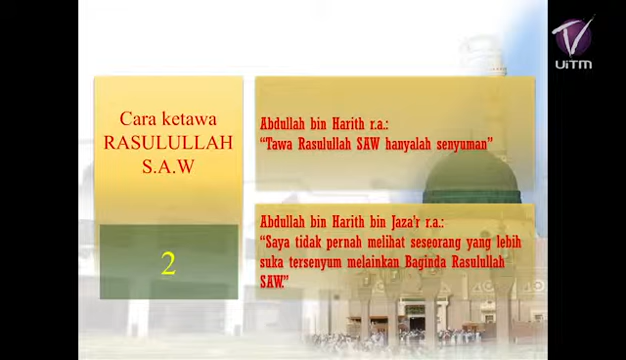 TV
UiTM
Cara ketawa
RASULULLAH
S.A.W
2
Abdullah bin Harith r.a.:
“Tawa Rasulullah SAW hanyalah senyuman”
Abdullah bin Harith bin Jaza'r r.a.:
“Saya tidak pernah melihat seseorang yang lebih
suka tersenyum melainkan Baginda Rasulullah
SAW.”